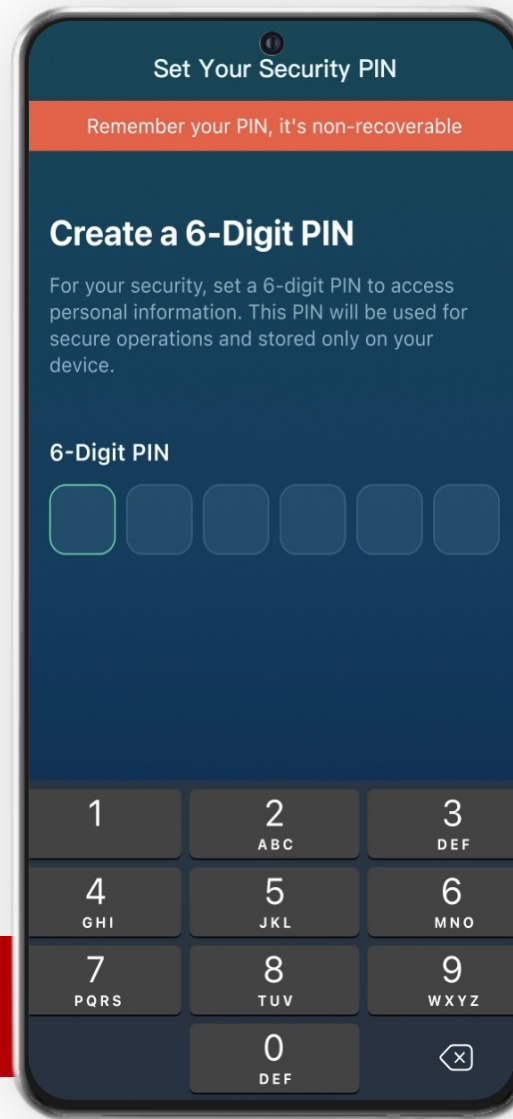 Set Your Security PIN
Remember your PIN, it's non-recoverable
Create a 6-Digit PIN
For your security, set a 6-digit PIN to access
personal information. This PIN will be used for
secure operations and stored only on your
device.
6-Digit PIN
1 2 3
ABC DEF
4 5 6
GHI JKL MNO
7 8 9
PQRS TUV WXYZ
0
DEF